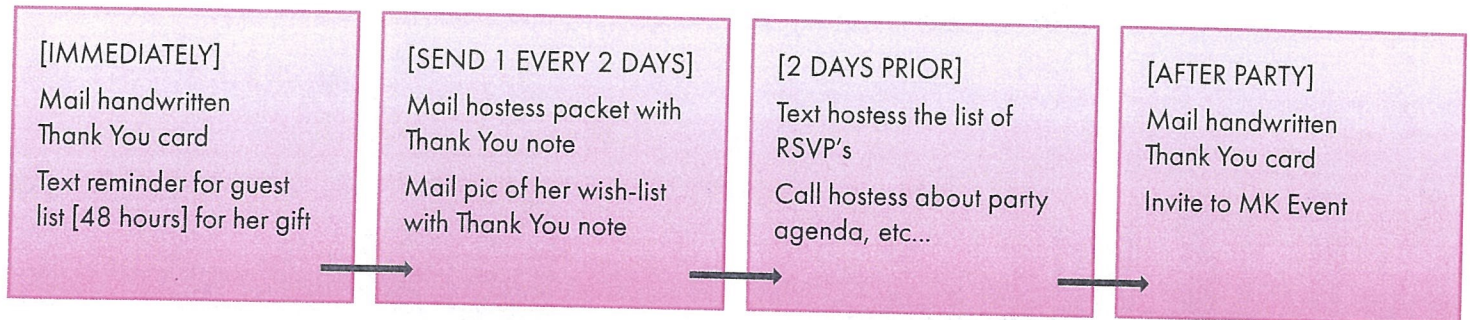 [IMMEDIATELY]
Mail handwritten
Thank You card
Text reminder for guest
list [48 hours] for her gift
[SEND 1 EVERY 2 DAYS]
Mail hostess packet with
Thank You note
Mail pic of her wish-list
with Thank You note
[2 DAYS PRIOR]
Text hostess the list of
RSVP's
Call hostess about party
agenda, etc...
[AFTER PARTY]
Mail handwritten
Thank You card
Invite to MK Event